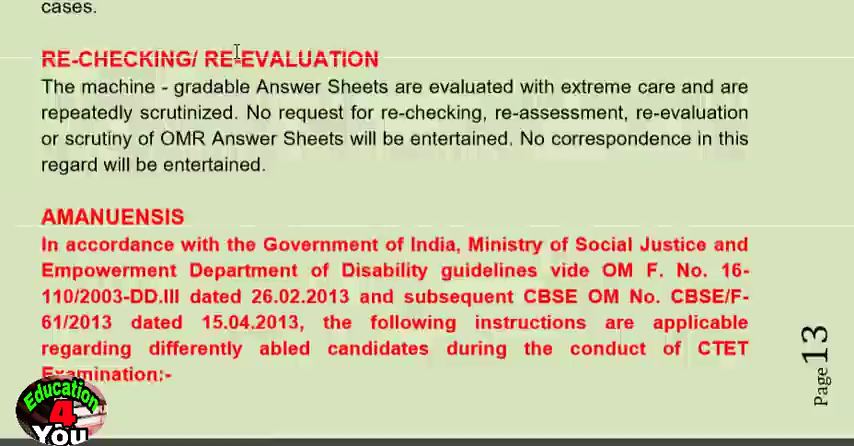 cases.
RE-CHECKING/ RE-EVALUATION
The machine - gradable Answer Sheets are evaluated with extreme care and are
repeatedly scrutinized. No request for re-checking, re-assessment, re-evaluation
or scrutiny of OMR Answer Sheets will be entertained. No correspondence in this
regard will be entertained.
AMANUENSIS
In accordance with the Government of India, Ministry of Social Justice and
Empowerment Department of Disability guidelines vide OM F. No. 16-
110/2003-DD.III dated 26.02.2013 and subsequent CBSE OM No. CBSE/F-
61/2013 dated 15.04.2013, the following instructions are applicable
regarding differently abled candidates during the conduct of CTET
Examination:-
Page 13
Education
4
You